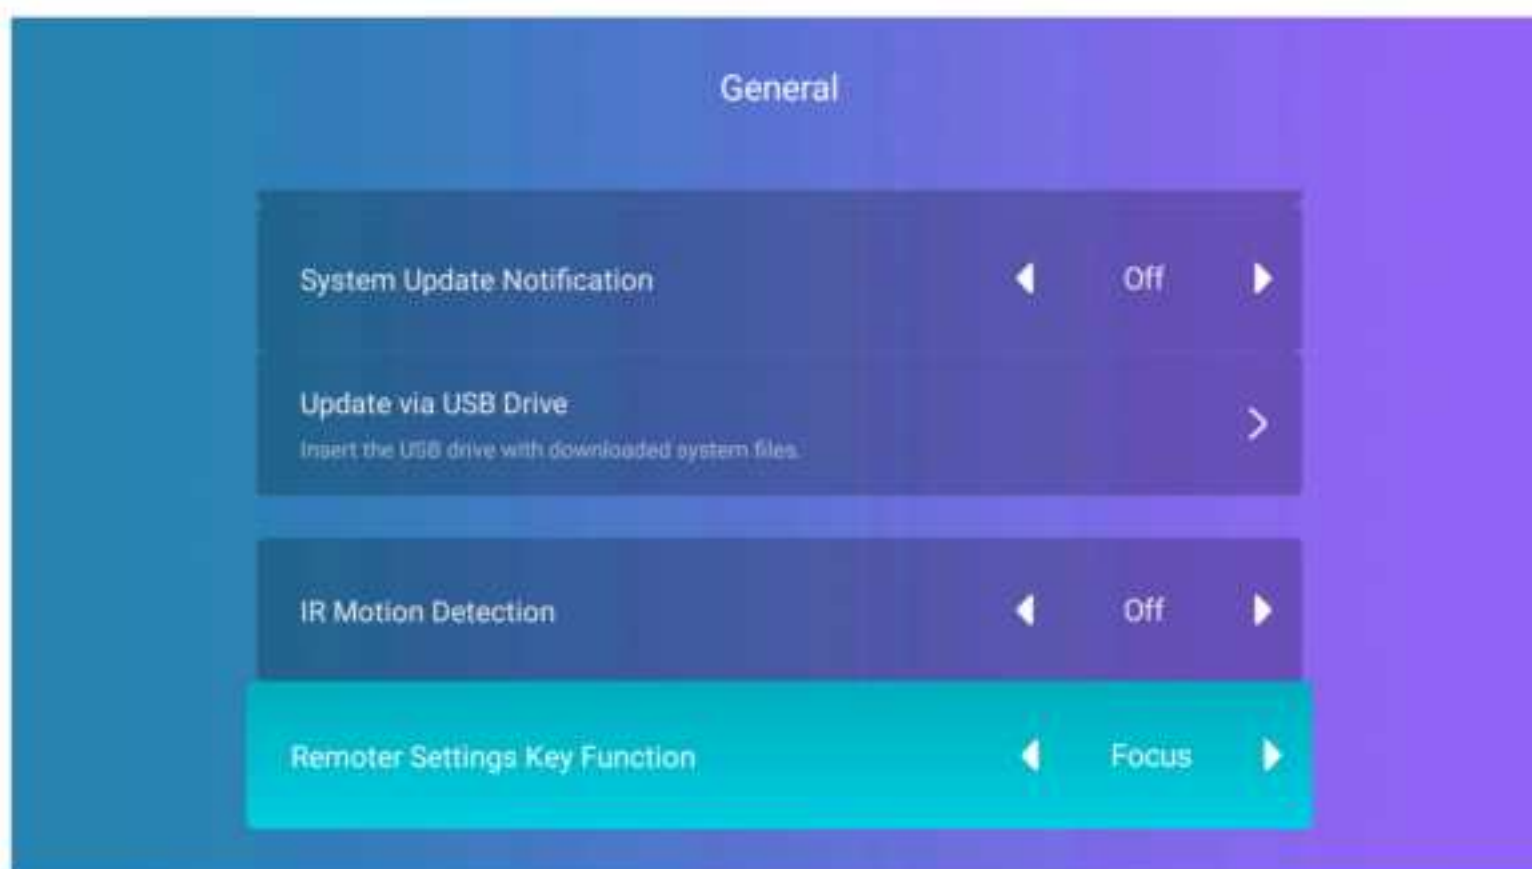 General
System Update Notification Off
Update via USB Drive
Insert the USB drive with downloaded system files.
IR Motion Detection Off
Remoter Settings Key Function Focus